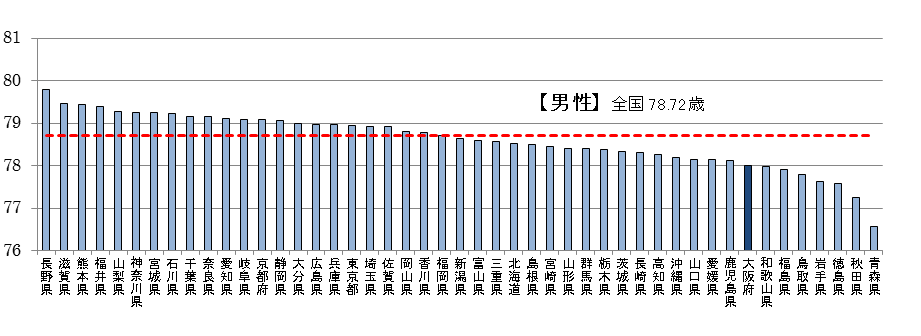 81
80
79
78
77
76
【男性】全国 78.72歳
長野県
滋賀県
熊本県
福井県
山梨県
神奈川県
宮城県
石川県
千葉県
奈良県
愛知県
岐阜県
京都府
静岡県
大分県
広島県
兵庫県
東京都
埼玉県
佐賀県
岡山県
香川県
福岡県
新潟県
富山県
三重県
北海道
島根県
宮崎県
山形県
群馬県
栃木県
茨城県
長崎県
高知県
沖縄県
山口県
愛媛県
鹿児島県
大阪府
和歌山県
福島県
鳥取県
岩手県
徳島県
秋田県
青森県